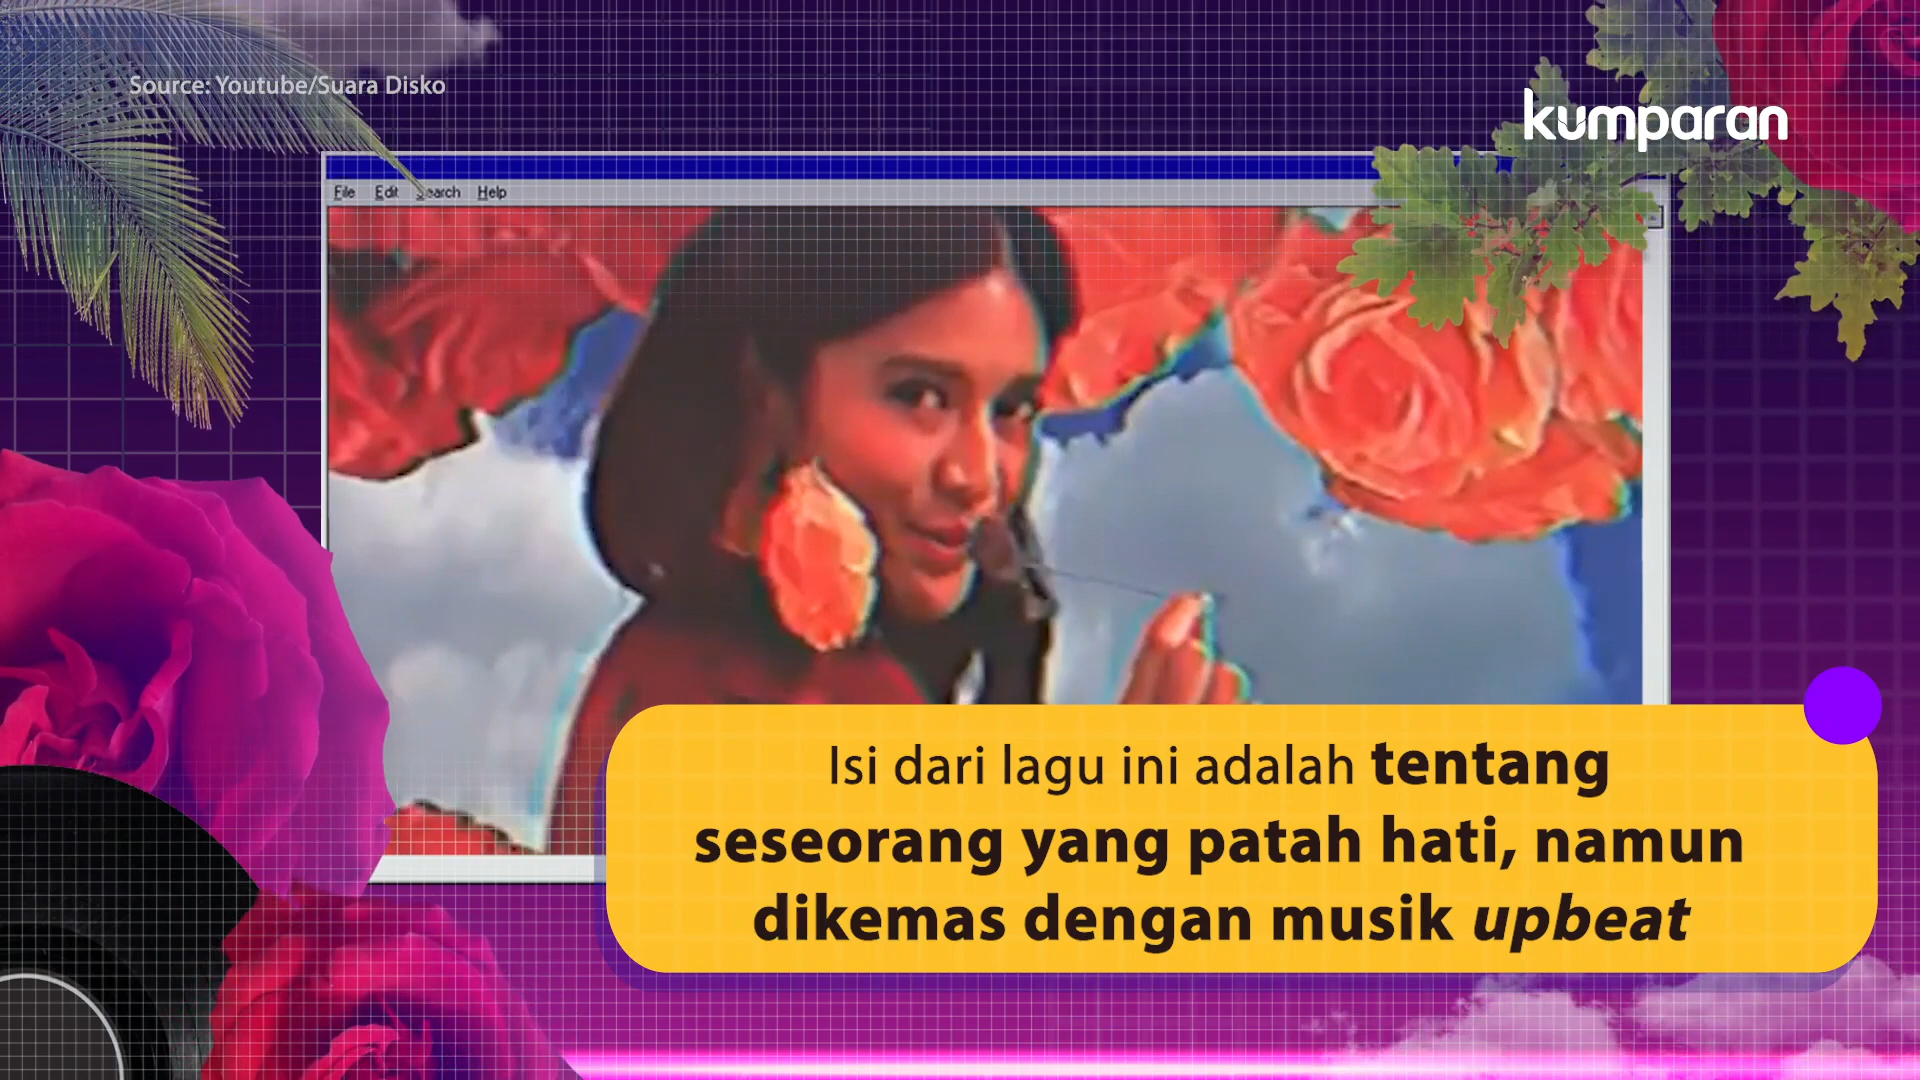 Source: Youtube/Suara Disko
kumparan
File Edit Search Help
Isi dari lagu ini adalah tentang
seseorang yang patah hati, namun
dikemas dengan musik upbeat